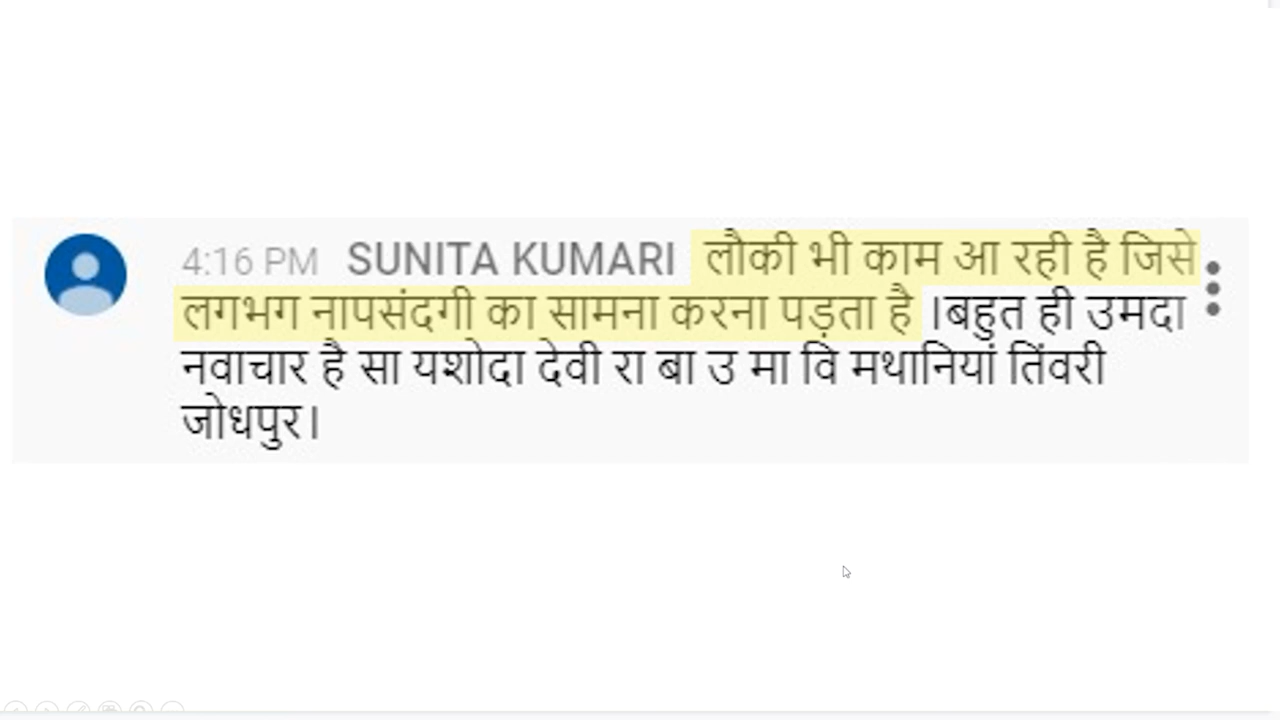 4:16 PM SUNITA KUMARI लौकी भी काम आ रही है जिसे
लगभग नापसंदगी का सामना करना पड़ता है ।बहुत ही उमदा
नवाचार है सा यशोदा देवी रा बा उ मा वि मथानियां तिंवरी
जोधपुर।